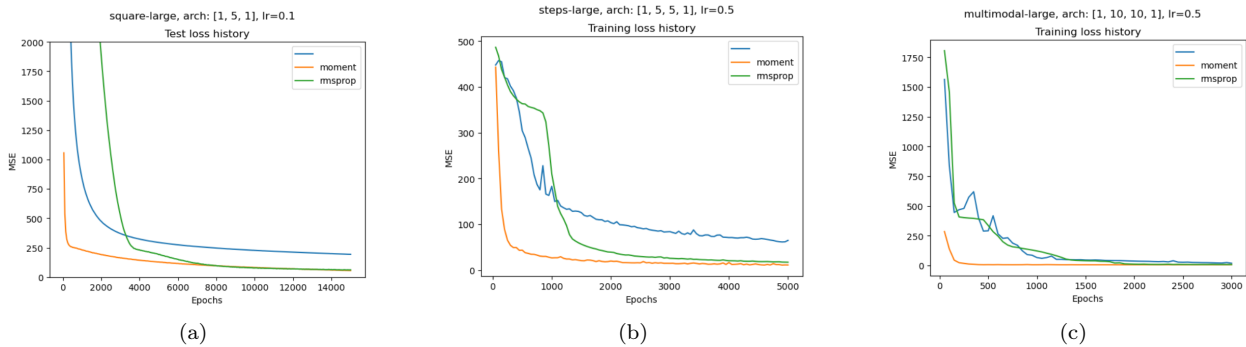 square-large, arch: [1, 5, 1], lr=0.1
Test loss history
2000
1750
1500
1250
1000
750
500
250
0
MSE
moment
rmsprop
0 2000 4000 6000 8000 10000 12000 14000
Epochs
(a)
steps-large, arch: [1, 5, 5, 1], lr=0.5
Training loss history
500
400
300
200
100
0
MSE
moment
rmsprop
0 1000 2000 3000 4000 5000
Epochs
(b)
multimodal-large, arch: [1, 10, 10, 1], lr=0.5
Training loss history
1750
1500
1250
1000
750
500
250
0
MSE
moment
rmsprop
0 500 1000 1500 2000 2500 3000
Epochs
(c)